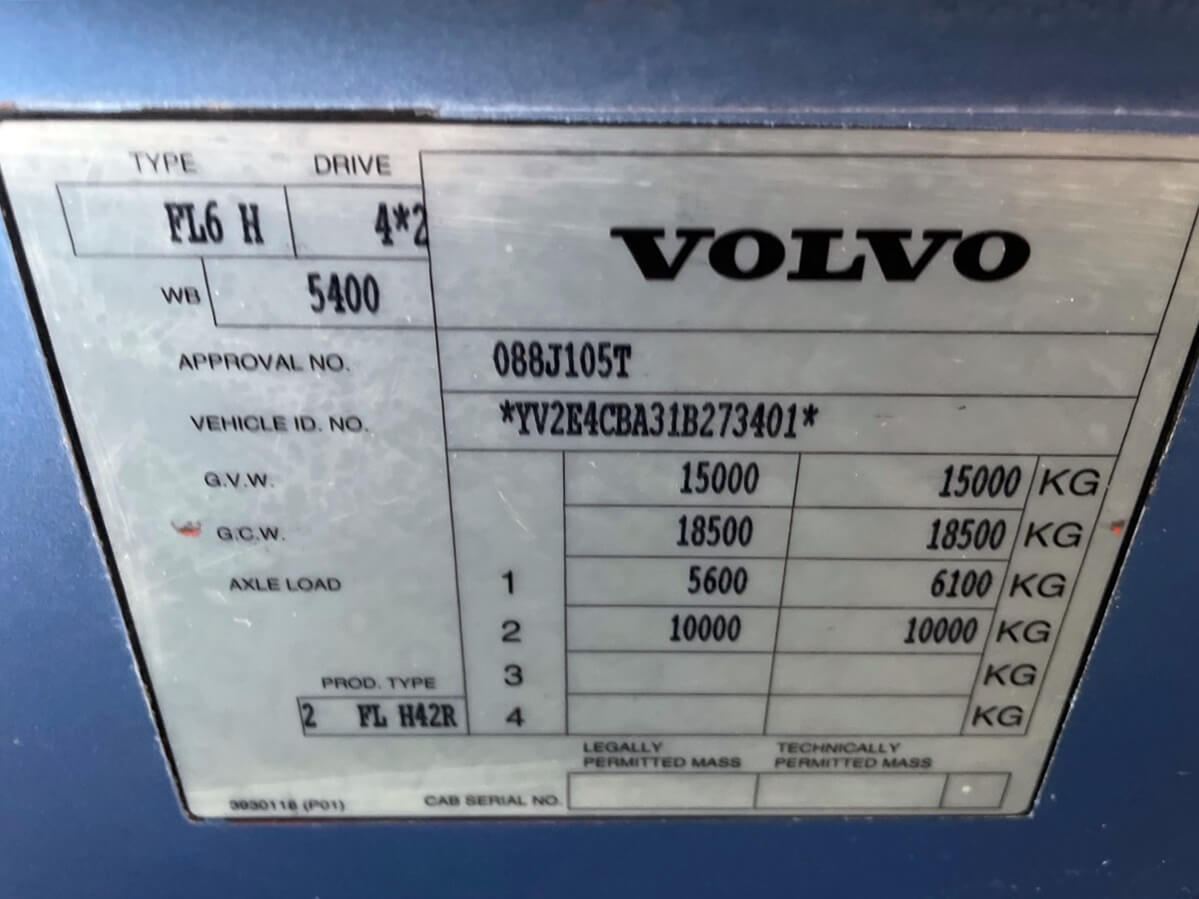 TYPE DRIVE
FL6 H 4*2
VOLVO
WB 5400
APPROVAL NO. 088J105T
VEHICLE ID. NO. *YV2E4CBA31B273401*
G.V.W. 15000 15000 KG
G.C.W. 18500 18500 KG
AXLE LOAD 1 5600 6100 KG
2 10000 10000 KG
3 KG
PROD. TYPE
2 FL H42R 4 KG
LEGALLY PERMITTED MASS
TECHNICALLY PERMITTED MASS
3930118 (P01) CAB SERIAL NO.